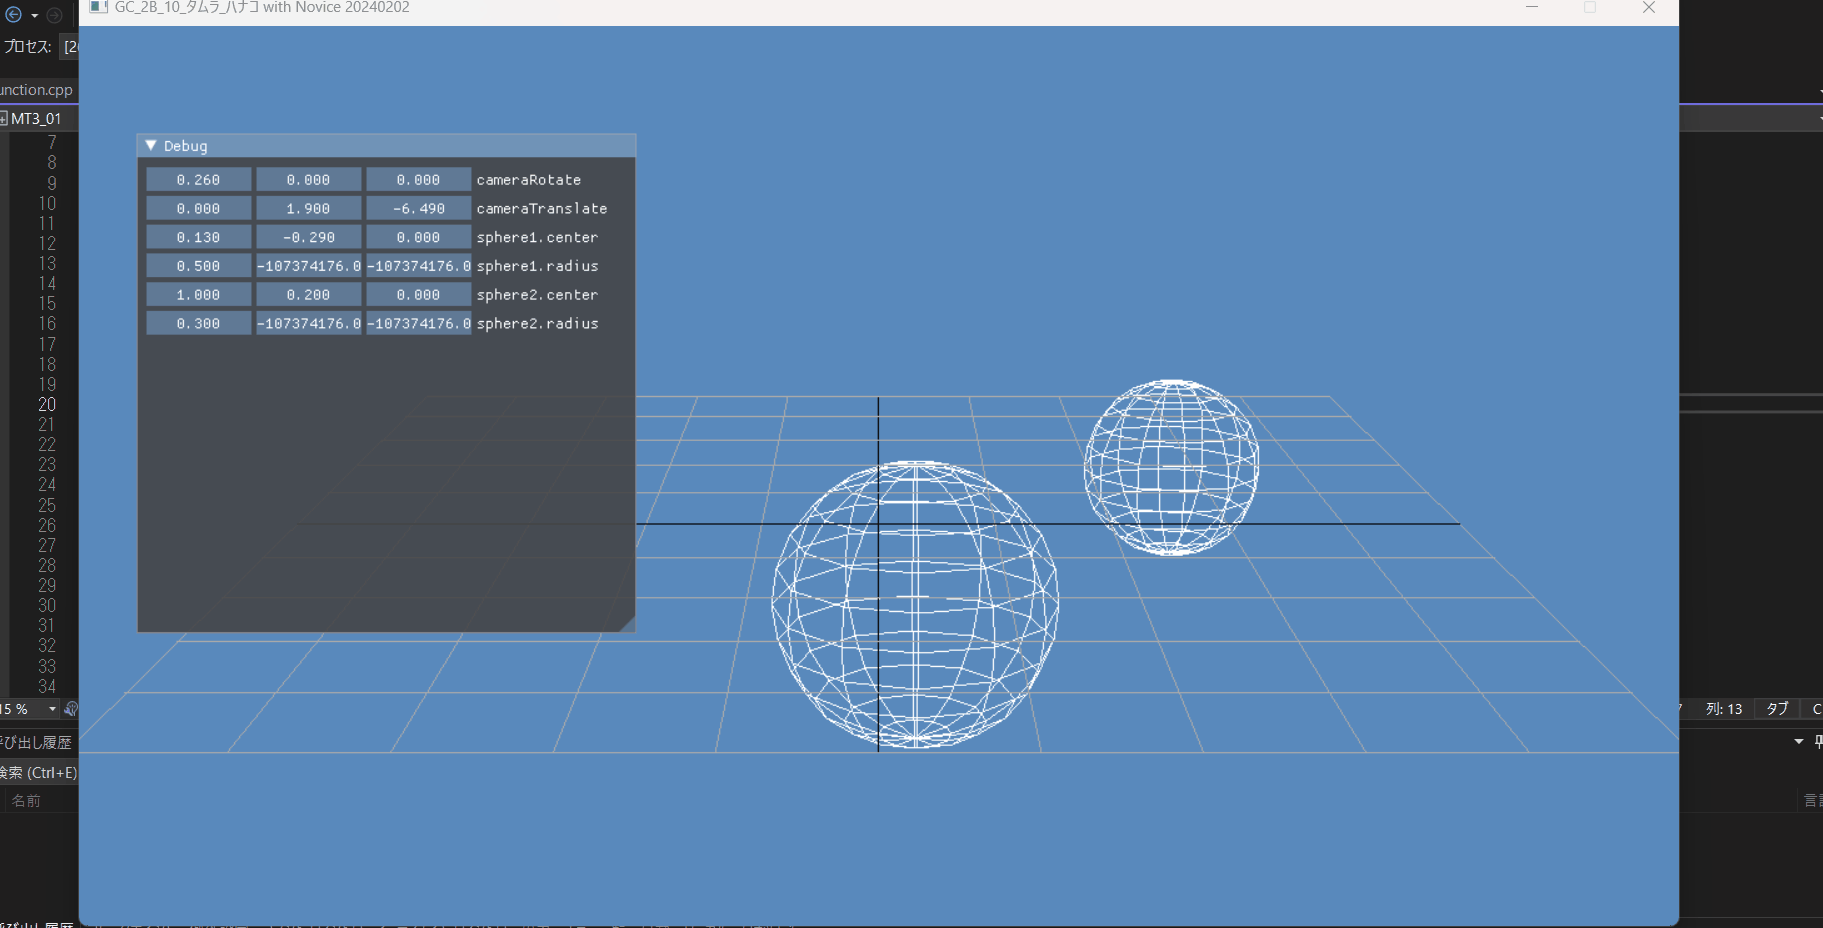 GC_2B_10_タムラ_ハナコ with Novice 20240202
プロセス:
unction.cpp
MT3_01
Debug
0.260 0.000 0.000 cameraRotate
0.000 1.900 -6.490 cameraTranslate
0.130 -0.290 0.000 sphere1.center
0.500 -107374176.0 -107374176.0 sphere1.radius
1.000 0.200 0.000 sphere2.center
0.300 -107374176.0 -107374176.0 sphere2.radius
7
8
9
10
11
12
13
14
15
16
17
18
19
20
21
22
23
24
25
26
27
28
29
30
31
32
33
34
15 %
列: 13
タブ
呼び出し履歴
検索 (Ctrl+E)
名前
呼び出し履歴